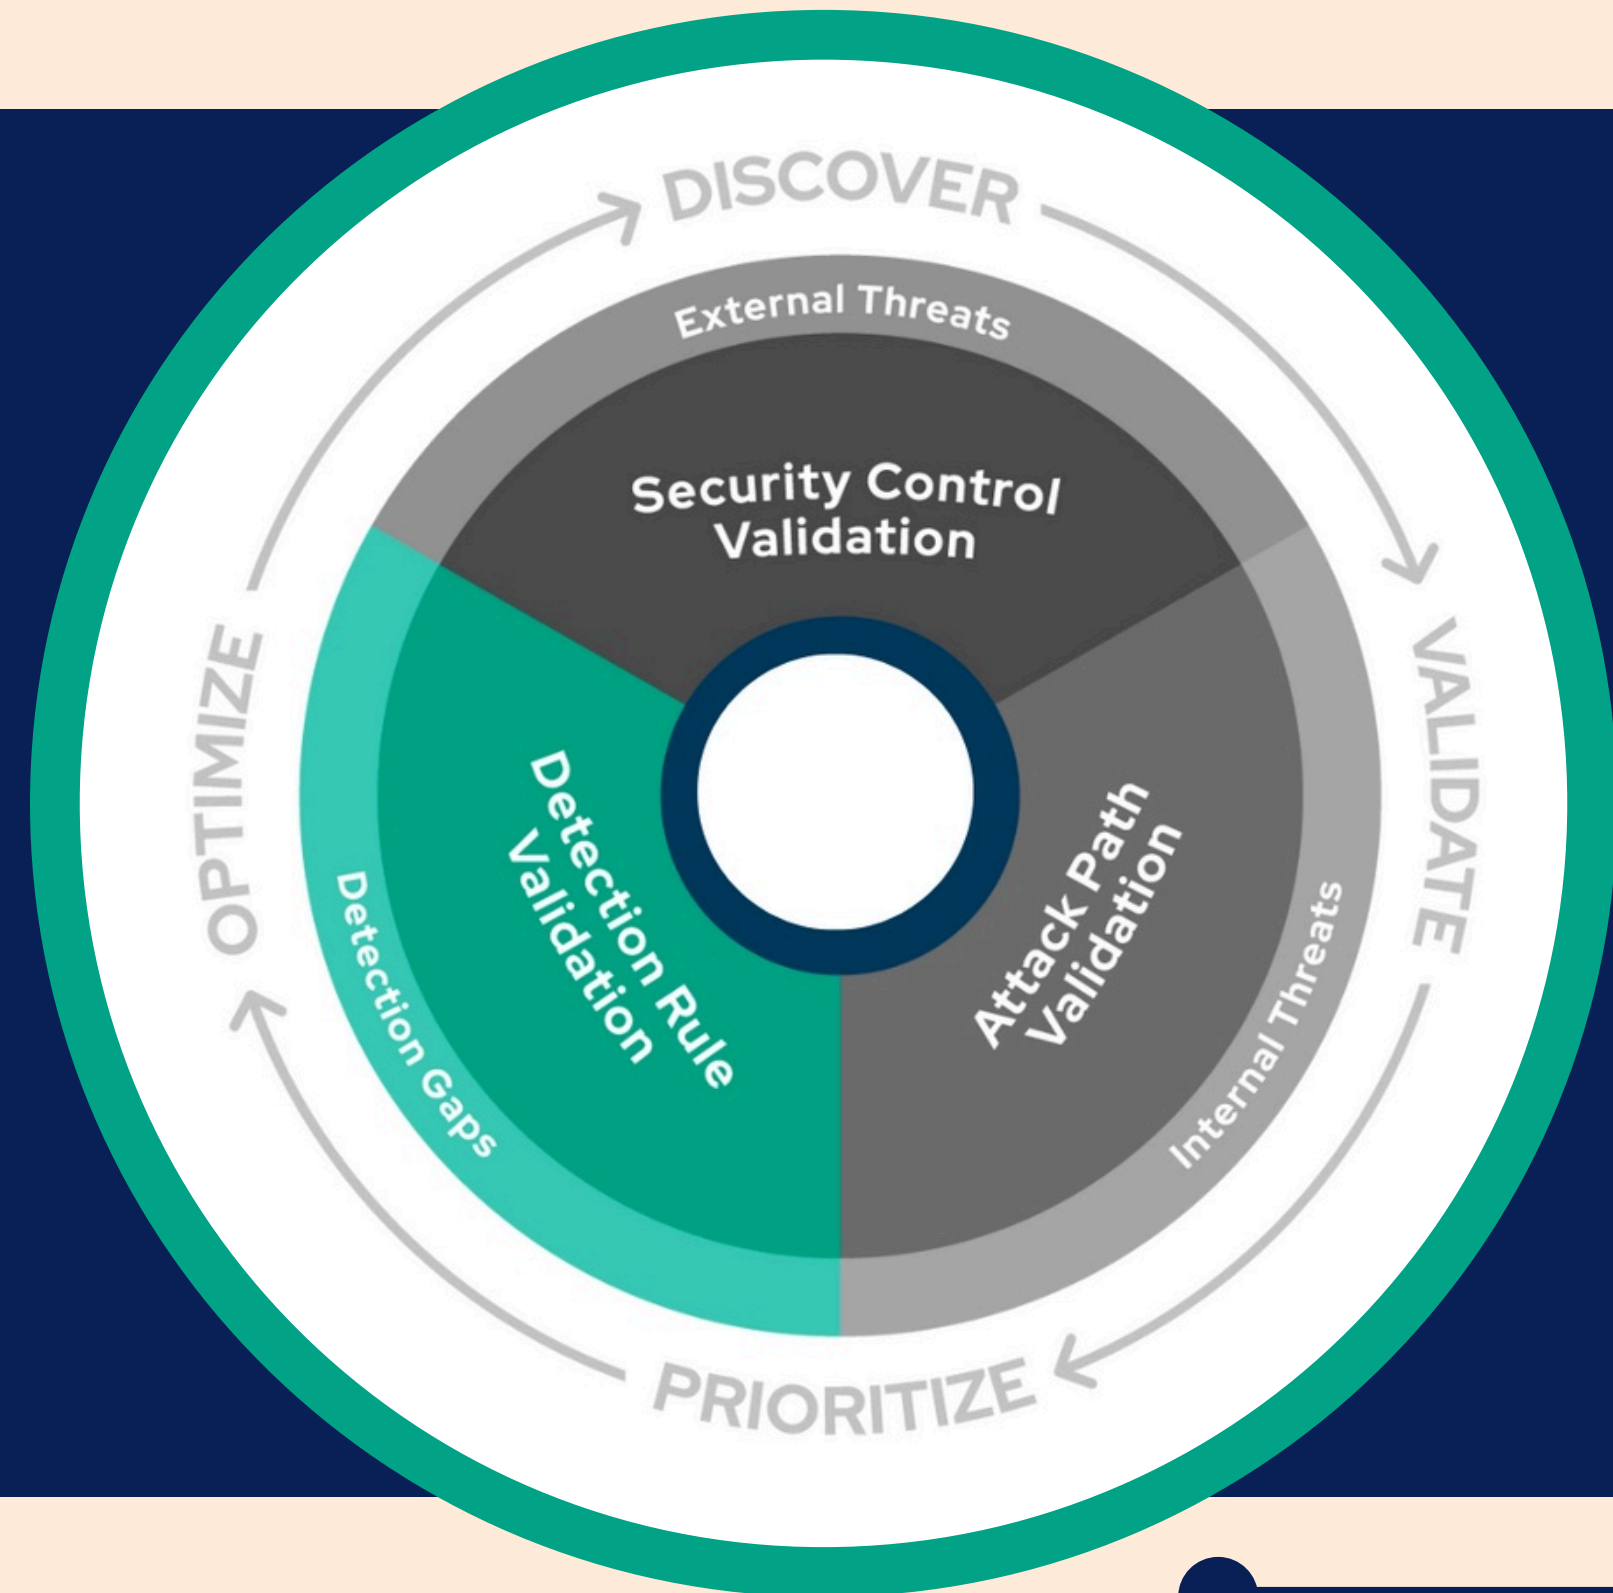 DISCOVER
External Threats
Security Control
Validation
VALIDATE
Attack Path
Validation
Internal Threats
PRIORITIZE
Detection Rule
Validation
Detection Gaps
OPTIMIZE